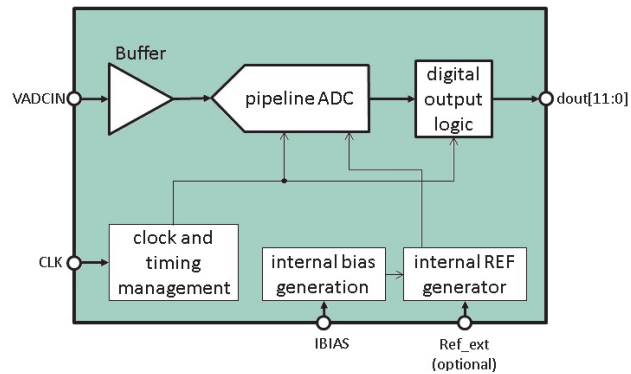 Buffer
VADCIN
pipeline ADC
digital
output
logic
dout[11:0]
CLK
clock and
timing
management
internal bias
generation
internal REF
generator
IBIAS
Ref_ext
(optional)